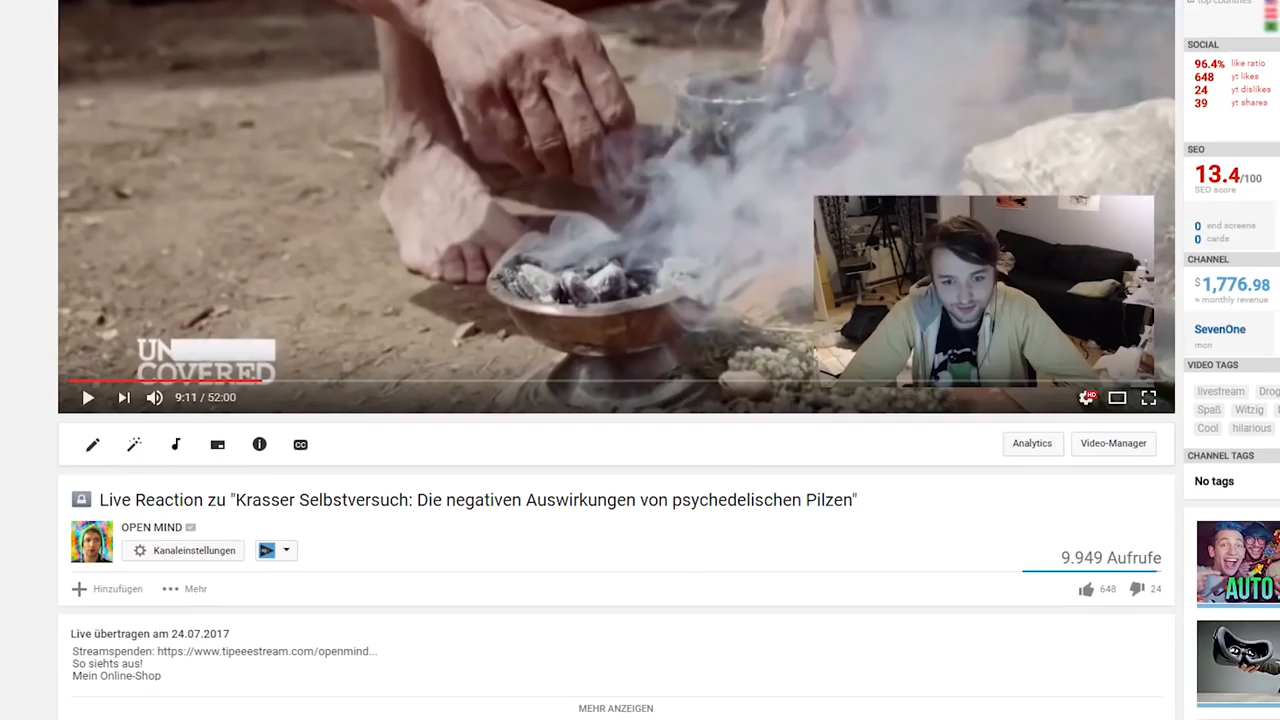 top countries
SOCIAL
96.4% like ratio
648 yt likes
24 yt dislikes
39 yt shares
SEO
13.4/100
SEO score
0 end screens
0 cards
CHANNEL
$1,776.98
≈ monthly revenue
SevenOne
mcn
VIDEO TAGS
livestream Drog
Spaß Witzig
Cool hilarious
CHANNEL TAGS
No tags
AUTO
UN
COVERED
9:11 / 52:00
HD
CC
Analytics
Video-Manager
Live Reaction zu "Krasser Selbstversuch: Die negativen Auswirkungen von psychedelischen Pilzen"
OPEN MIND
Kanaleinstellungen
9.949 Aufrufe
Hinzufügen
Mehr
648
24
Live übertragen am 24.07.2017
Streamspenden: https://www.tipeeestream.com/openmind...
So siehts aus!
Mein Online-Shop
MEHR ANZEIGEN